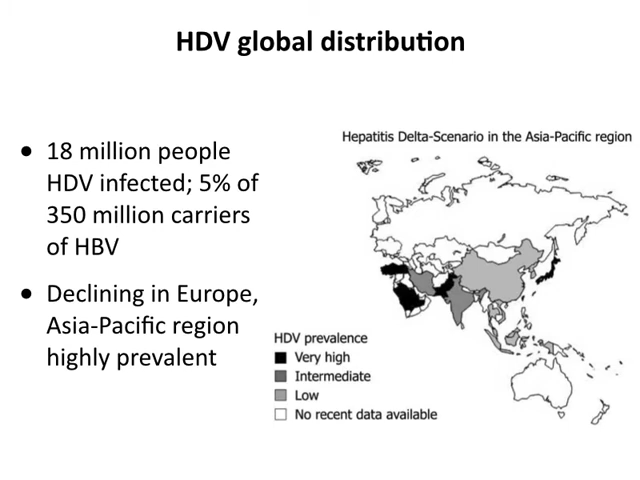 HDV global distribution
• 18 million people
HDV infected; 5% of
350 million carriers
of HBV
• Declining in Europe,
Asia-Pacific region
highly prevalent
Hepatitis Delta-Scenario in the Asia-Pacific region
HDV prevalence
Very high
Intermediate
Low
No recent data available